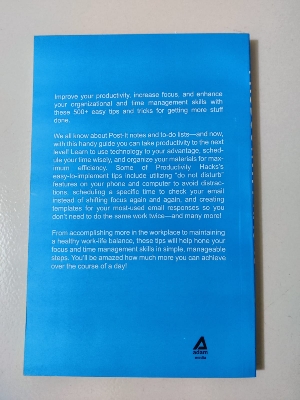 Improve your productivity, increase focus, and enhance
your organizational and time management skills with
these 500+ easy tips and tricks for getting more stuff
done.
We all know about Post-It notes and to-do lists—and now,
with this handy guide you can take productivity to the next
level! Learn to use technology to your advantage, sched-
ule your time wisely, and organize your materials for max-
imum efficiency. Some of Productivity Hacks's
easy-to-implement tips include utilizing "do not disturb"
features on your phone and computer to avoid distrac-
tions, scheduling a specific time to check your email
instead of shifting focus again and again, and creating
templates for your most-used email responses so you
don't need to do the same work twice—and many more!
From accomplishing more in the workplace to maintaining
a healthy work-life balance, these tips will help hone your
focus and time management skills in simple, manageable
steps. You'll be amazed how much more you can achieve
over the course of a day!
adam
media